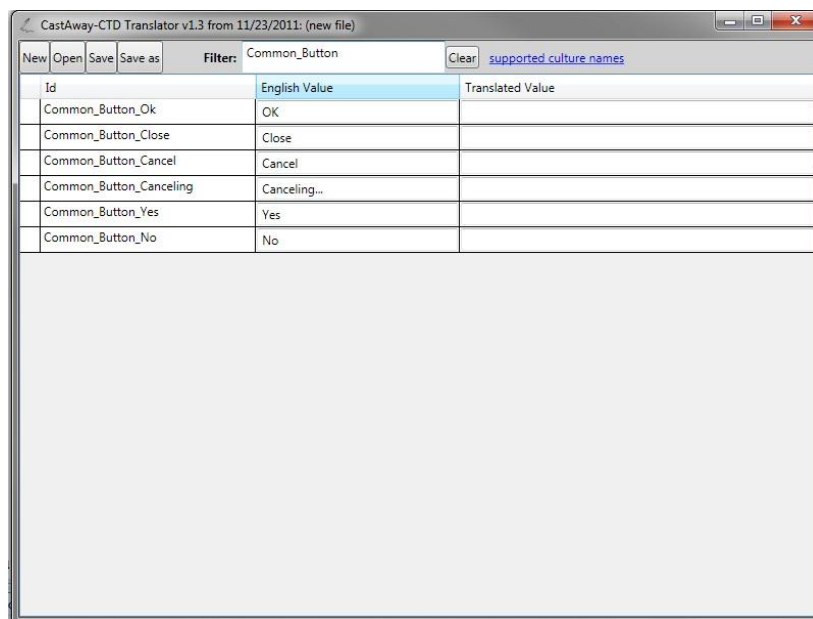 CastAway-CTD Translator v1.3 from 11/23/2011: (new file)
New Open Save Save as Filter: Common_Button Clear supported culture names
Id English Value Translated Value
Common_Button_Ok OK
Common_Button_Close Close
Common_Button_Cancel Cancel
Common_Button_Canceling Canceling...
Common_Button_Yes Yes
Common_Button_No No